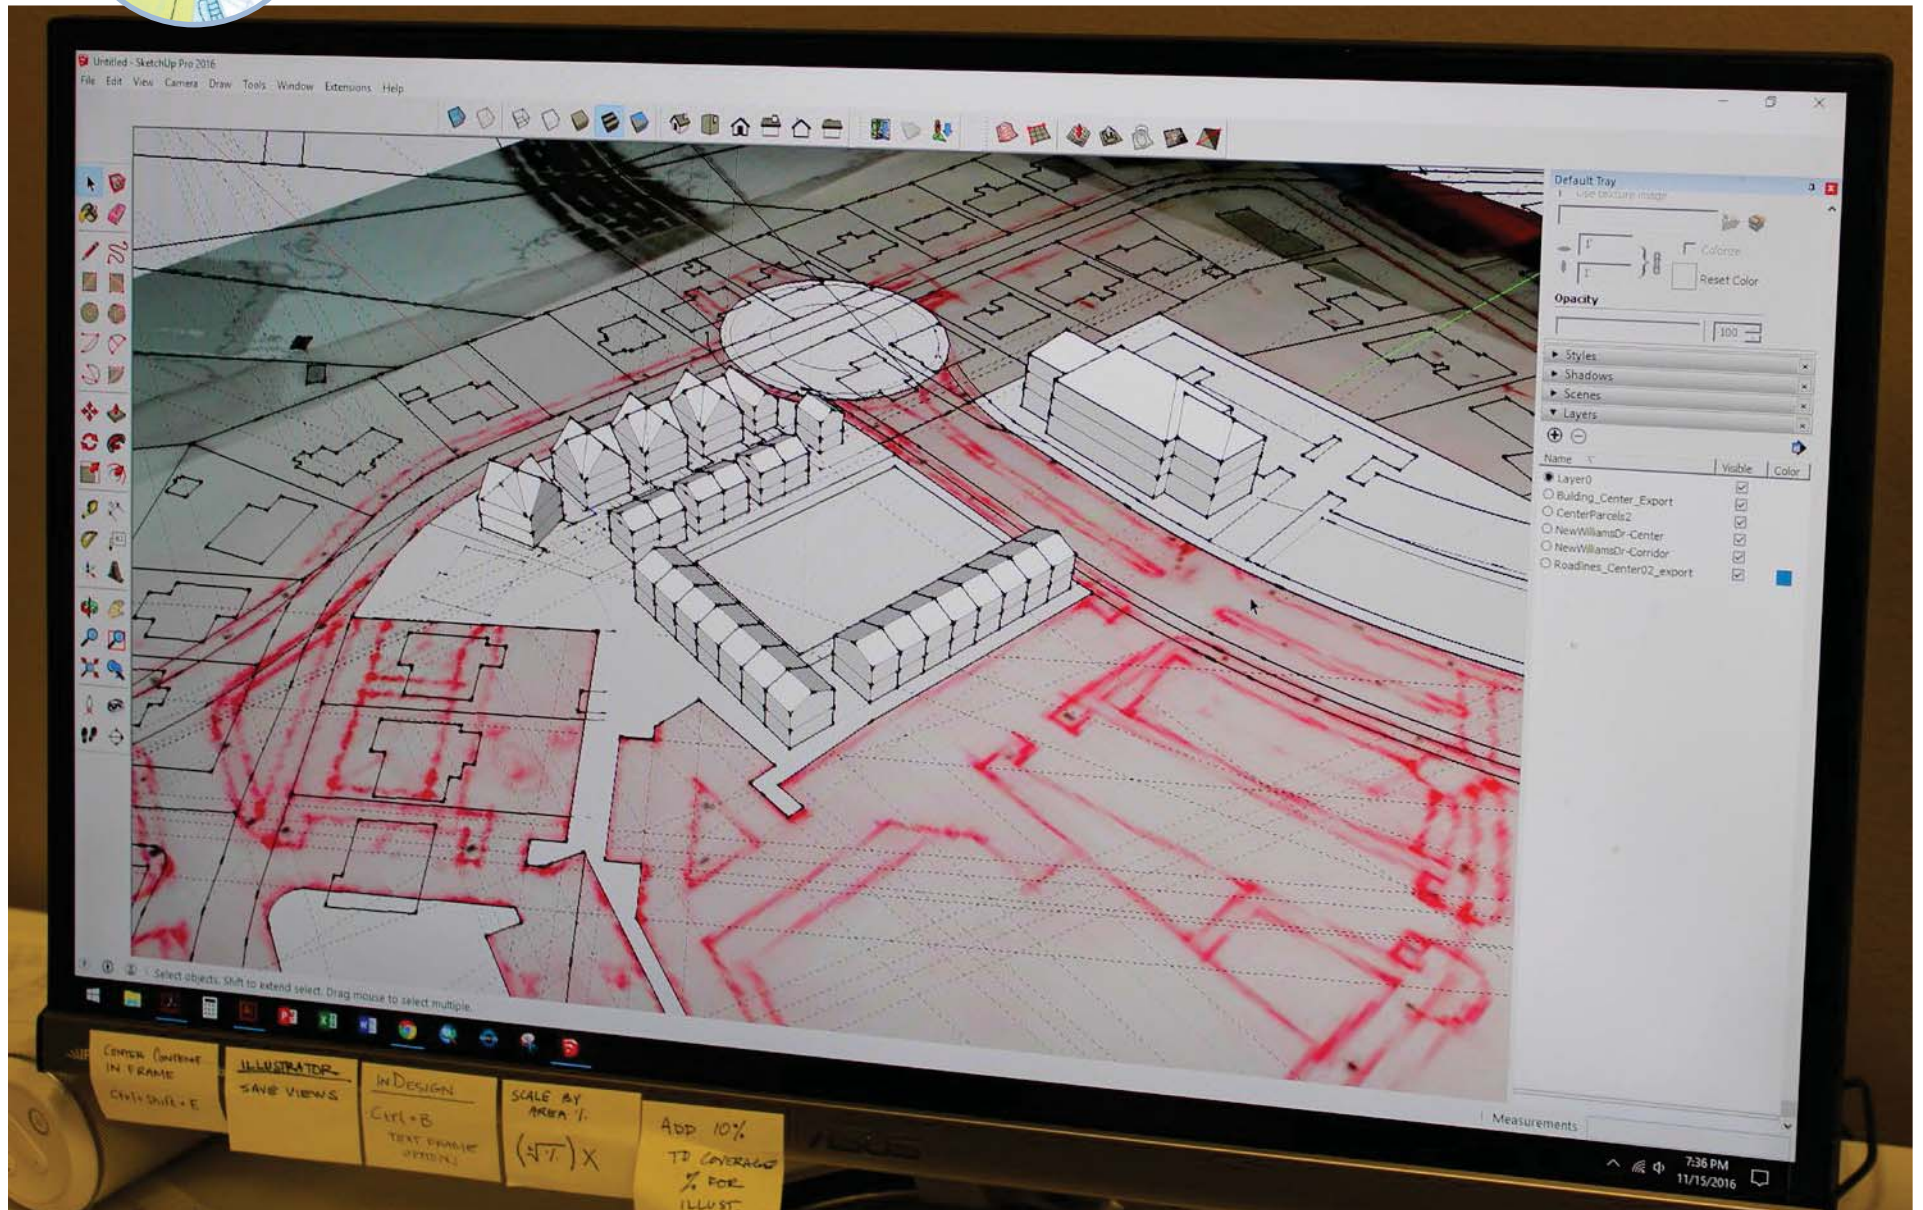 Untitled - SketchUp Pro 2016
File Edit View Camera Draw Tools Window Extensions Help
Default Tray
Use texture image
Colorize
Reset Color
Opacity
100
Styles
Shadows
Scenes
Layers
Name Visible Color
Layer0
Building_Center_Export
CenterParcels2
NewWilliamsDr-Center
NewWilliamsDr-Corridor
Roadlines_Center02_export
Select objects. Shift to extend select. Drag mouse to select multiple.
Measurements
7:36 PM
11/15/2016
CENTER CONTENT
IN FRAME
Ctrl+Shift+E
ILLUSTRATOR
SAVE VIEWS
INDESIGN
Ctrl+B
TEXT FRAME
OPTIONS
SCALE BY
AREA %
(√%) X
ADD 10%
TO COVERAGE
% FOR
ILLUST
ASUS